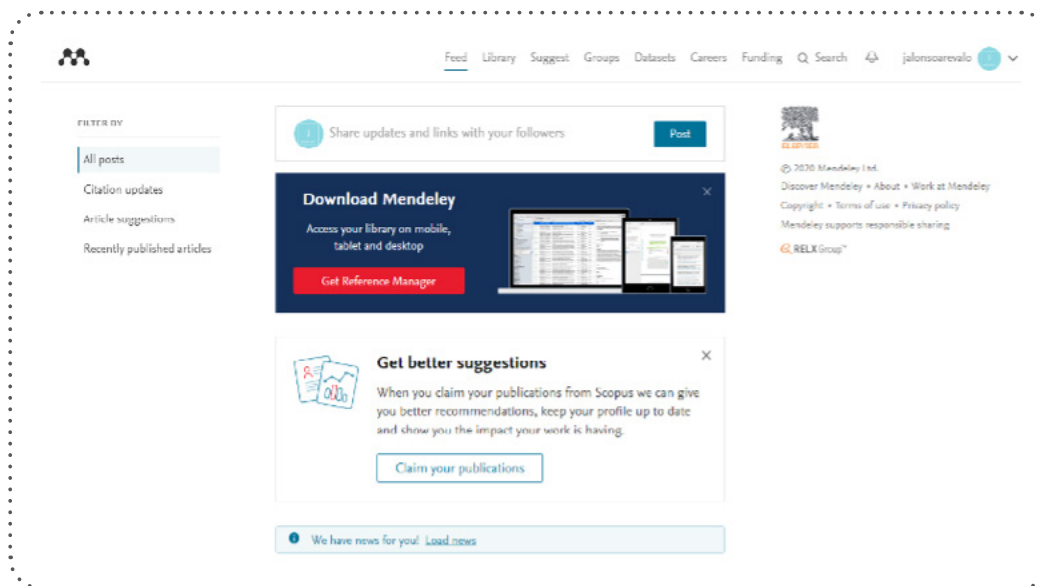 Feed Library Suggest Groups Datasets Careers Funding Search jalonsoarevalo
FILTER BY
All posts
Citation updates
Article suggestions
Recently published articles
Share updates and links with your followers
Post
Download Mendeley
Access your library on mobile,
tablet and desktop
Get Reference Manager
Get better suggestions
When you claim your publications from Scopus we can give
you better recommendations, keep your profile up to date
and show you the impact your work is having.
Claim your publications
We have news for you! Load news
ELSEVIER
© 2020 Mendeley Ltd.
Discover Mendeley • About • Work at Mendeley
Copyright • Terms of use • Privacy policy
Mendeley supports responsible sharing
RELX Group™